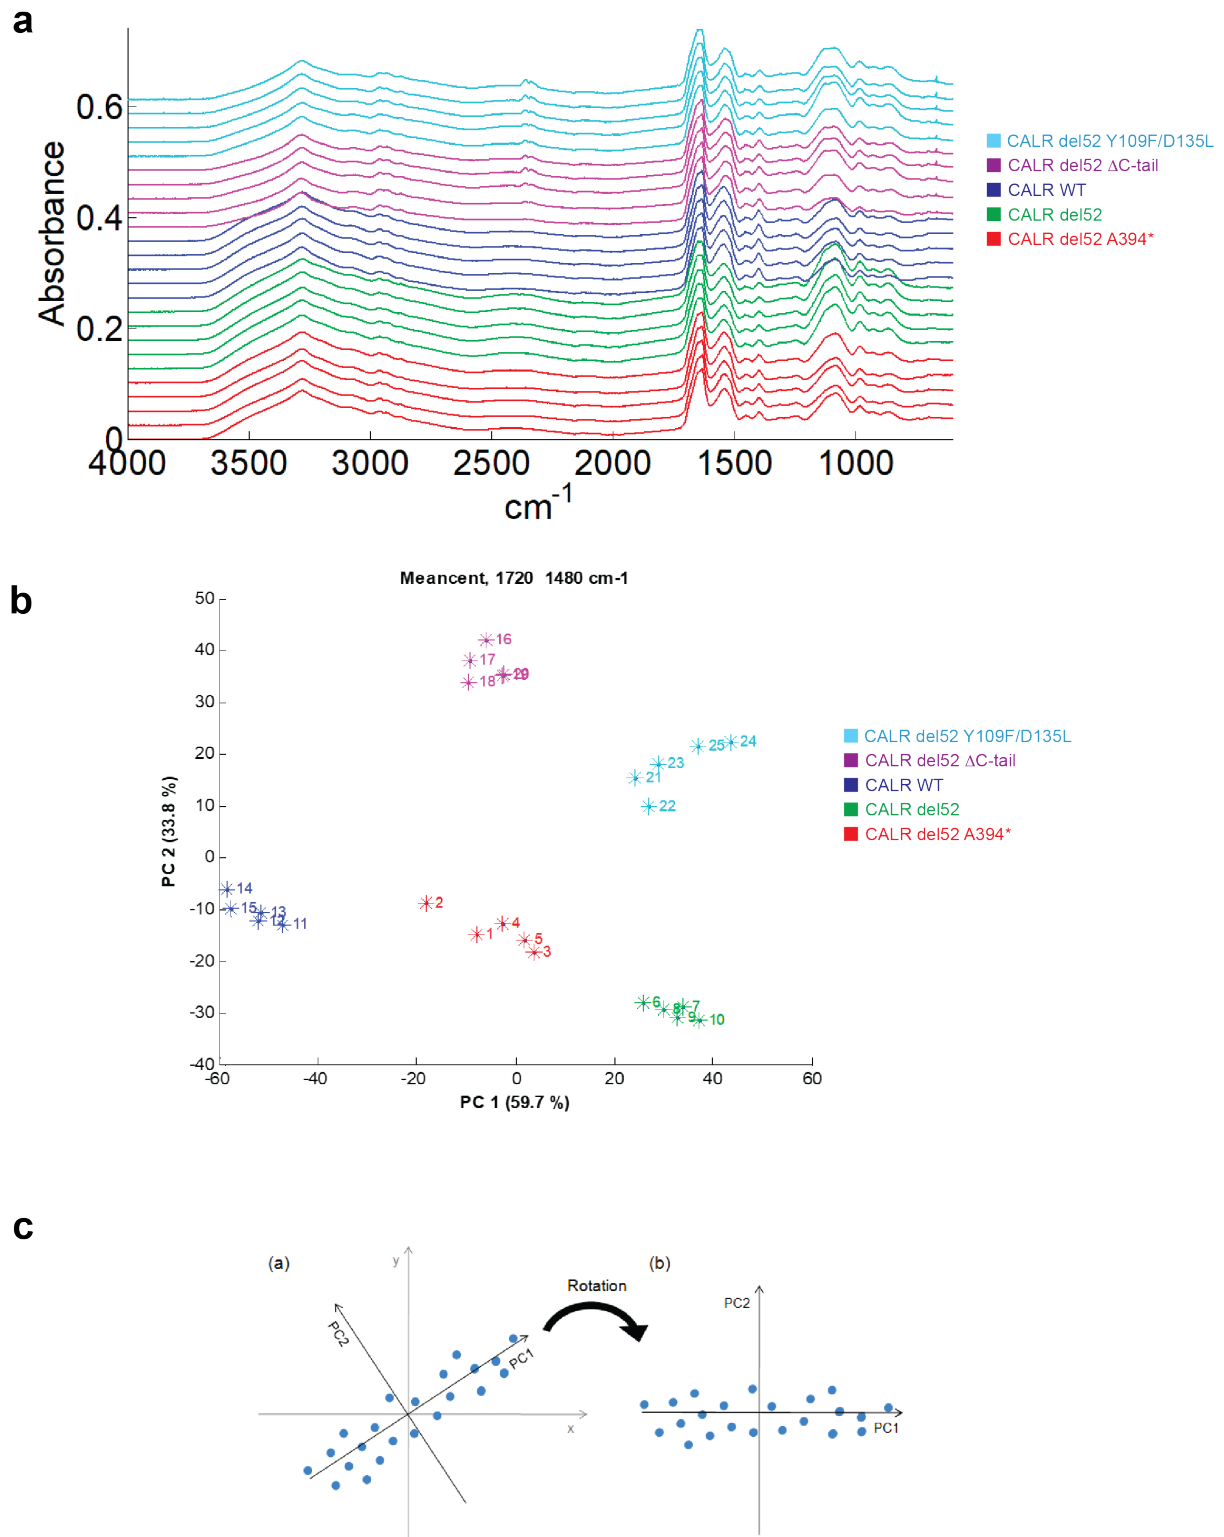 a
0.6
0.4
0.2
0
Absorbance
4000 3500 3000 2500 2000 1500 1000
cm-1
CALR del52 Y109F/D135L
CALR del52 ΔC-tail
CALR WT
CALR del52
CALR del52 A394*
b
Meancent, 1720 1480 cm-1
50
40
30
20
10
0
-10
-20
-30
-40
PC 2 (33.8 %)
16
17
18
20
19
25 24
23
21
22
14
15 13
12 11
2
1
4
5
3
6
8 7
9 10
-60 -40 -20 0 20 40 60
PC 1 (59.7 %)
CALR del52 Y109F/D135L
CALR del52 ΔC-tail
CALR WT
CALR del52
CALR del52 A394*
c
(a)
y
x
PC2
PC1
Rotation
(b)
PC2
PC1